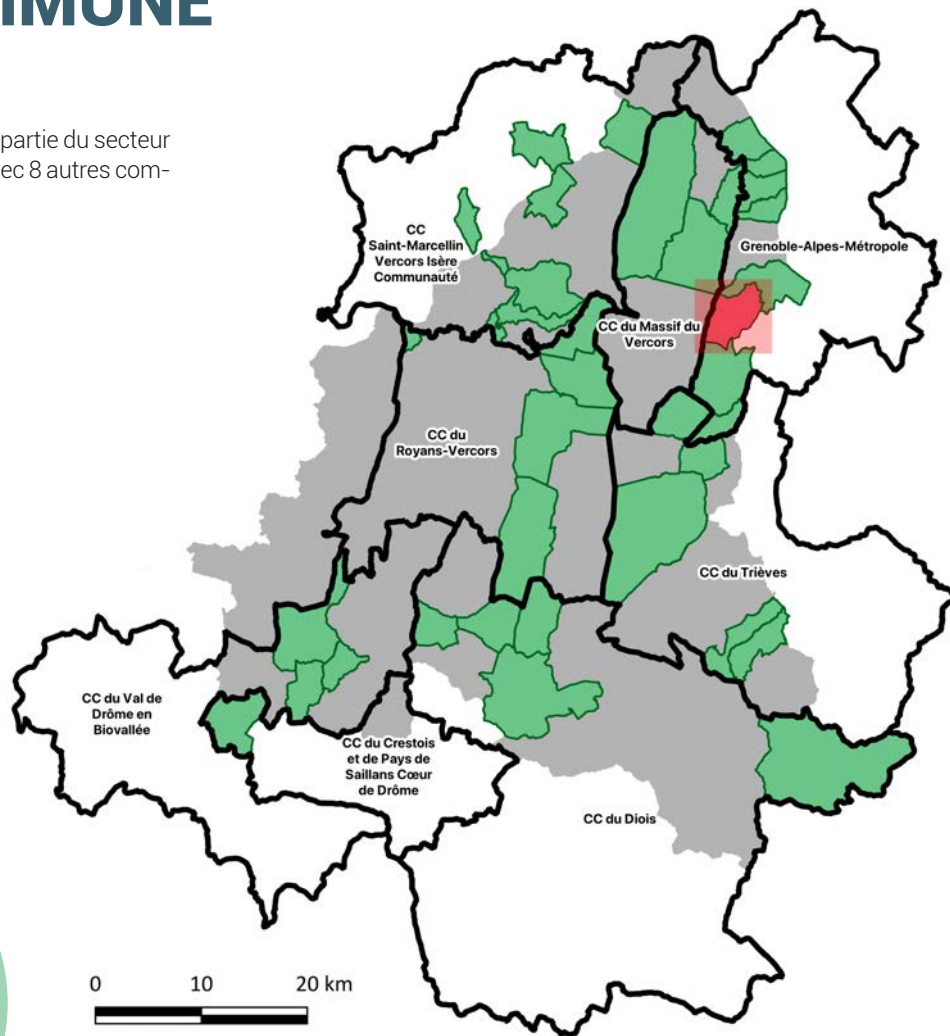 partie du secteur
ec 8 autres com-
CC
Saint-Marcellin
Vercors Isère
Communauté
Grenoble-Alpes-Métropole
CC du Massif du
Vercors
CC du
Royans-Vercors
CC du Trièves
CC du Val de
Drôme en
Biovallée
CC du Crestois
et de Pays de
Saillans Cœur
de Drôme
CC du Diois
0 10 20 km